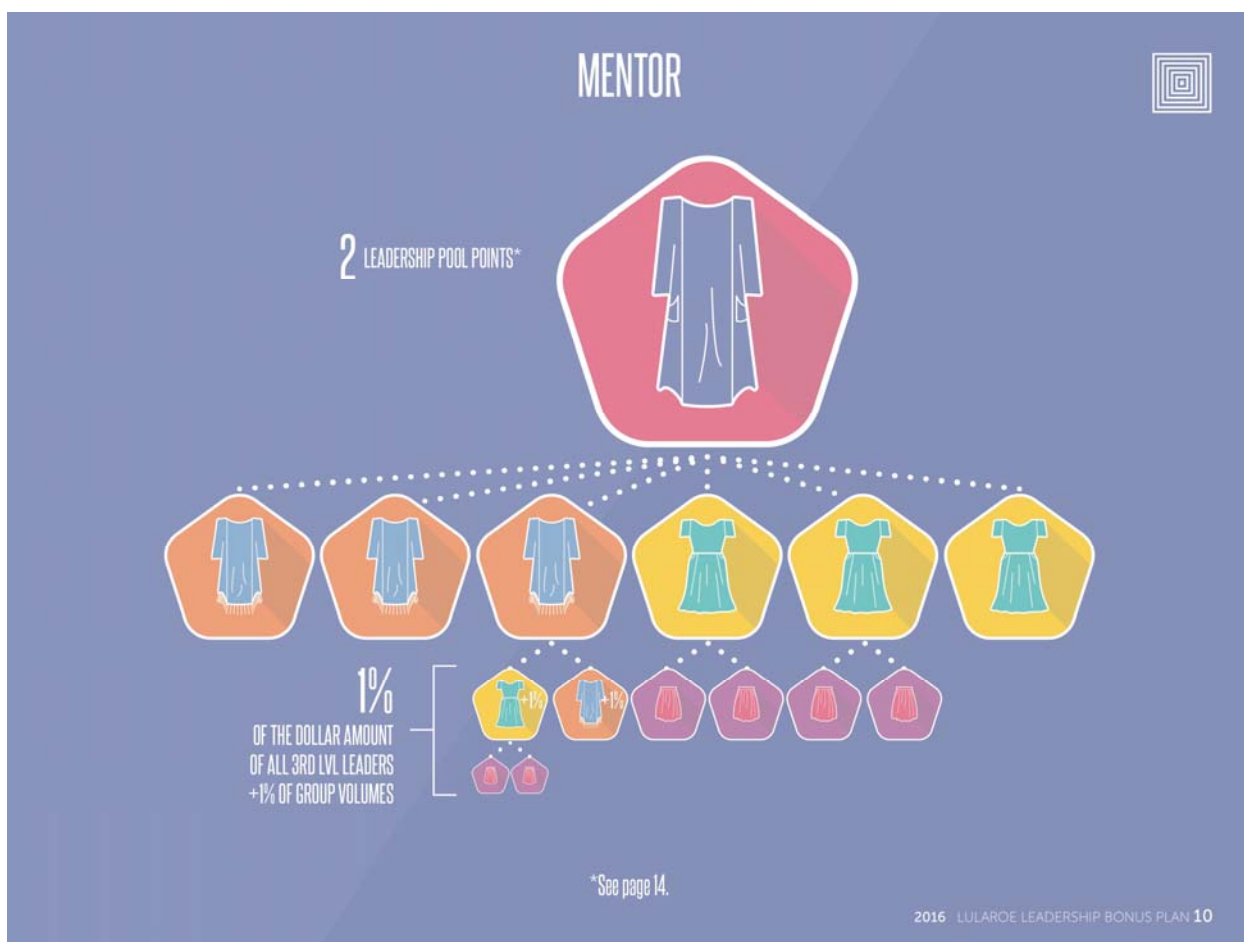 MENTOR
2 LEADERSHIP POOL POINTS*
+1% +1%
1%
OF THE DOLLAR AMOUNT
OF ALL 3RD LVL LEADERS
+1% OF GROUP VOLUMES
*See page 14.
2016 LULAROE LEADERSHIP BONUS PLAN 10